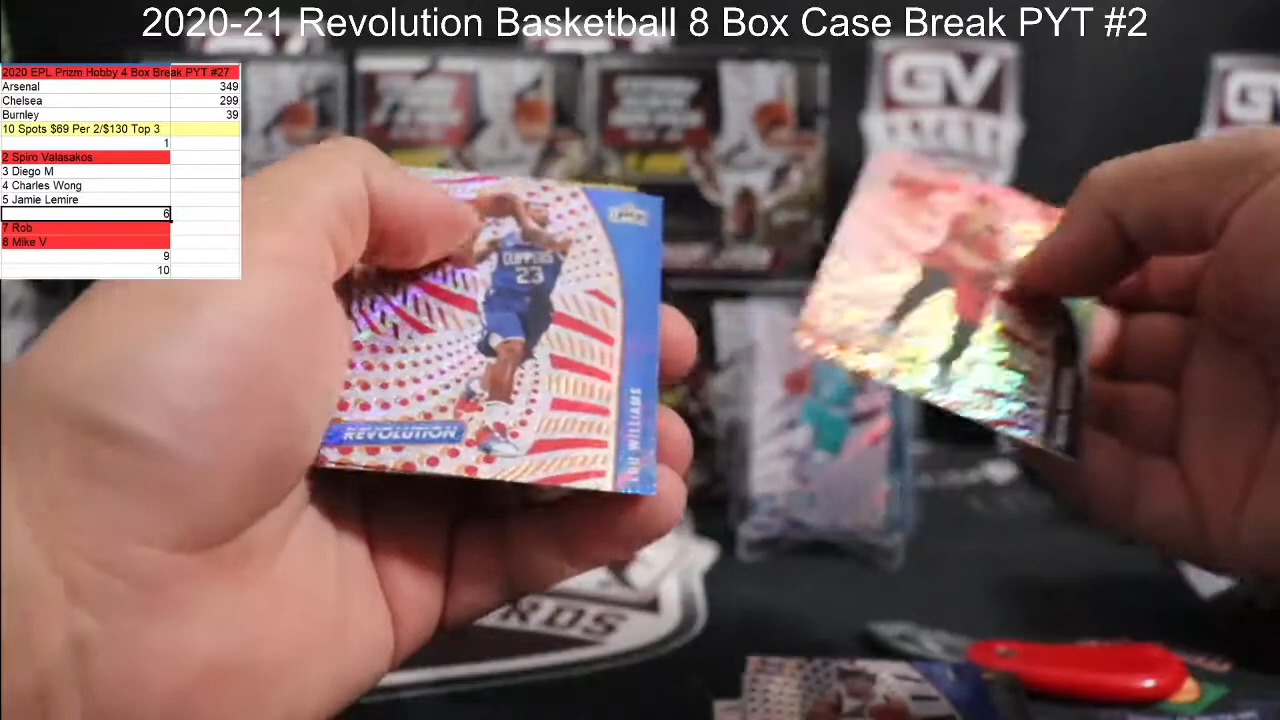 2020-21 Revolution Basketball 8 Box Case Break PYT #2
2020 EPL Prizm Hobby 4 Box Break PYT #27
Arsenal 349
Chelsea 299
Burnley 39
10 Spots $69 Per 2/$130 Top 3
1
2 Spiro Valasakos
3 Diego M
4 Charles Wong
5 Jamie Lemire
6
7 Rob
8 Mike V
9
10
GV
CLIPPERS
23
REVOLUTION
LOU WILLIAMS